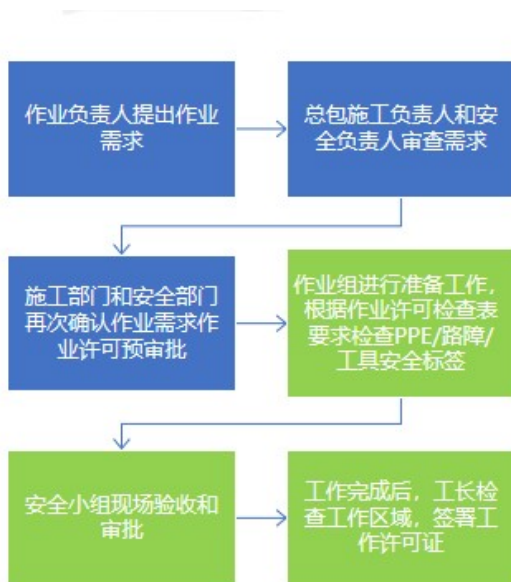 作业负责人提出作业
需求
总包施工负责人和安
全负责人审查需求
施工部门和安全部门
再次确认作业需求作
业许可预审批
作业组进行准备工作，
根据作业许可检查表
要求检查PPE/路障/
工具安全标签
安全小组现场验收和
审批
工作完成后，工长检
查工作区域，签署工
作许可证